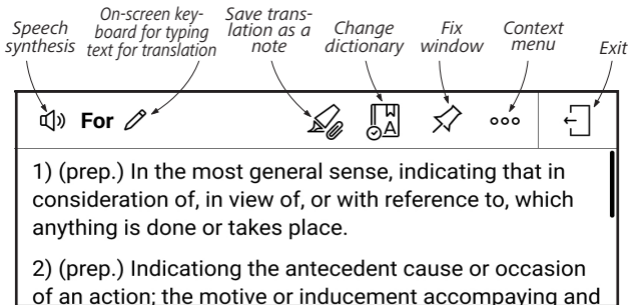 Speech
synthesis
On-screen key-
board for typing
text for translation
Save trans-
lation as a
note
Change
dictionary
Fix
window
Context
menu
Exit
For
A
1) (prep.) In the most general sense, indicating that in
consideration of, in view of, or with reference to, which
anything is done or takes place.
2) (prep.) Indicationg the antecedent cause or occasion
of an action; the motive or inducement accompaying and